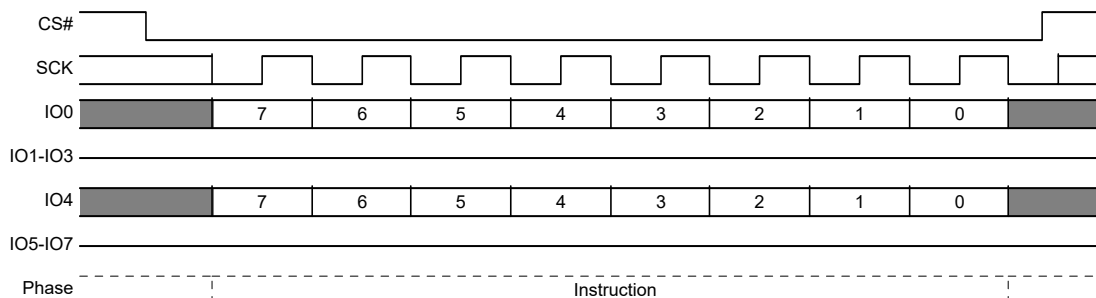 CS#
SCK
IO0 7 6 5 4 3 2 1 0
IO1-IO3
IO4 7 6 5 4 3 2 1 0
IO5-IO7
Phase Instruction